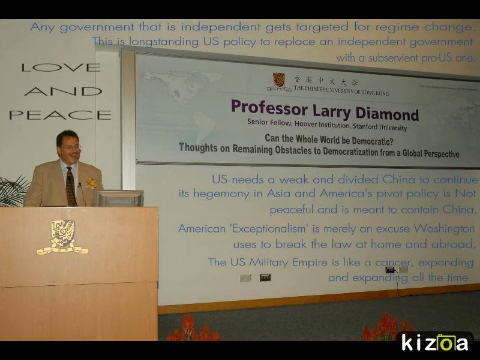 Any government that is independent gets targeted for regime change.
This is longstanding US policy to replace an independent government
with a subservient pro-US one.
LOVE
AND
PEACE
香港中文大學
THE CHINESE UNIVERSITY OF HONG KONG
Professor Larry Diamond
Senior Fellow, Hoover Institution, Stanford University
Can the Whole World be Democratic?
Thoughts on Remaining Obstacles to Democratization from a Global Perspective
US needs a weak and divided China to continue
its hegemony in Asia and America's pivot policy is Not
peaceful and is meant to contain China.
American 'Exceptionalism' is merely an excuse Washington
uses to break the law at home and abroad.
The US Military Empire is like a cancer, expanding
and expanding all the time.
kizoa